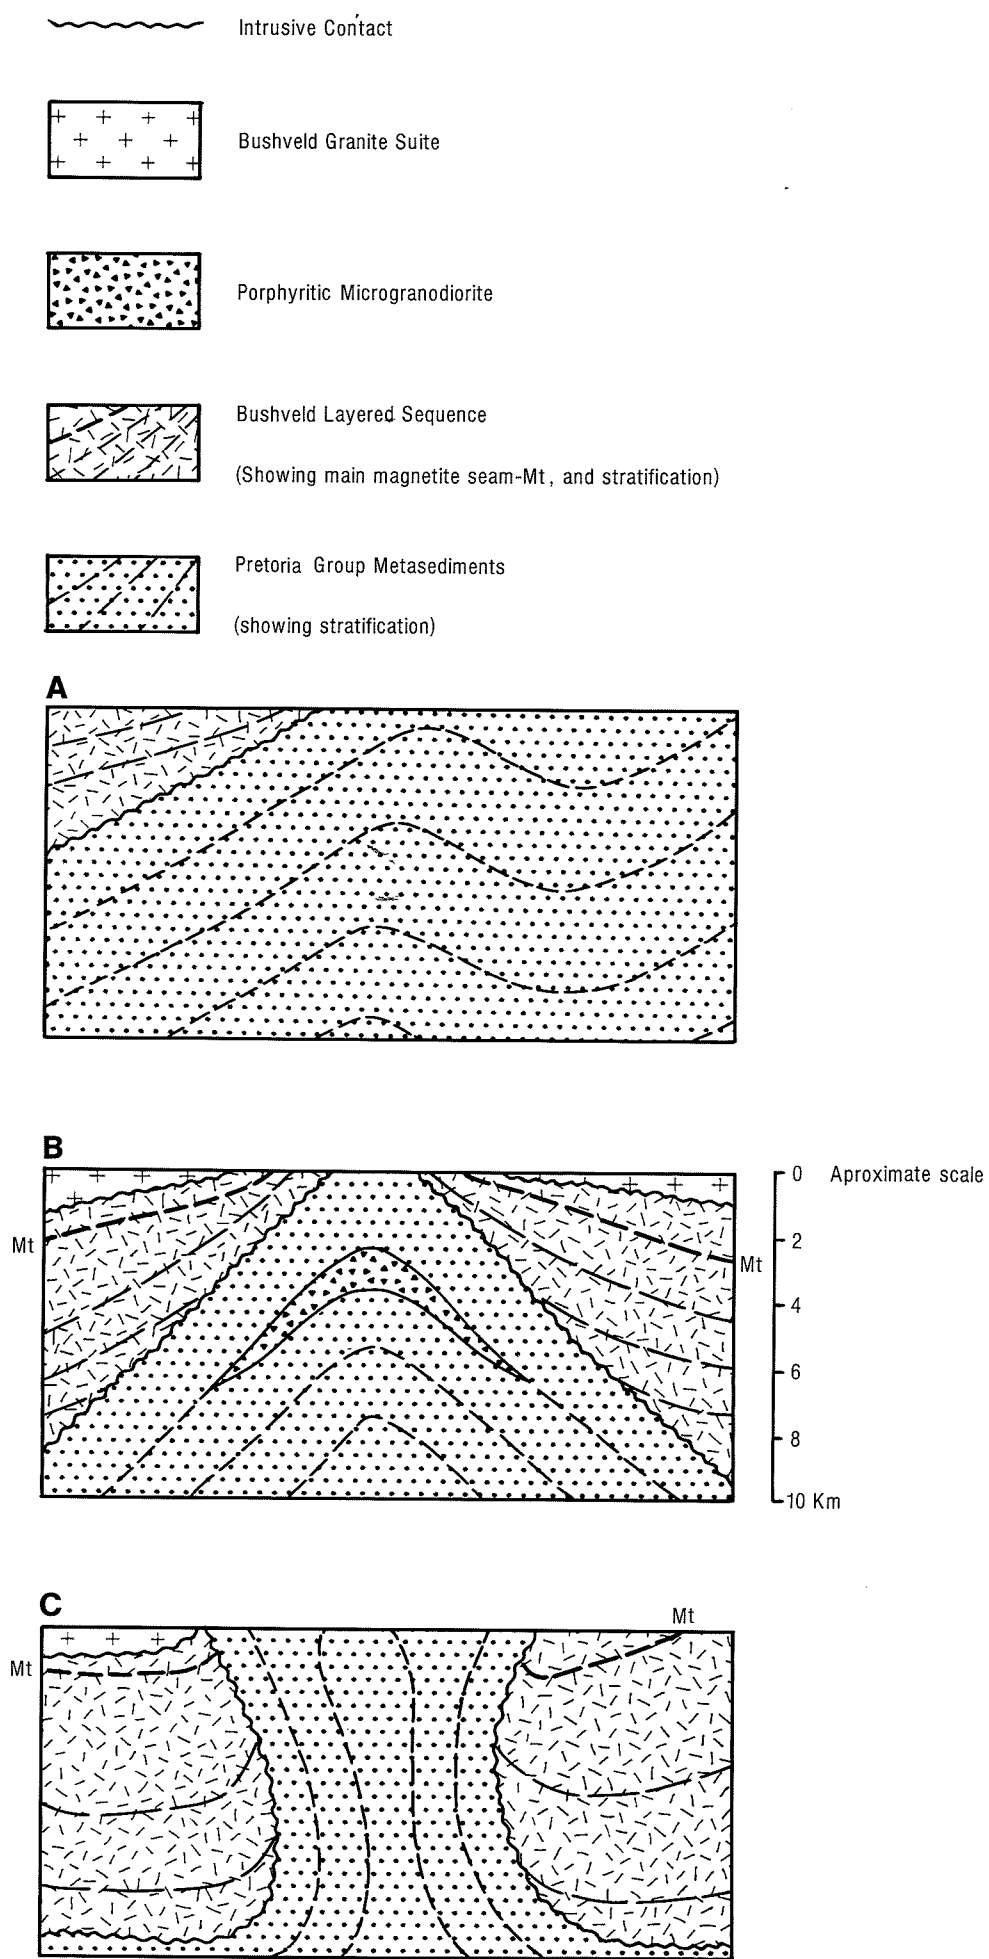 Intrusive Contact
Bushveld Granite Suite
Porphyritic Microgranodiorite
Bushveld Layered Sequence
(Showing main magnetite seam-Mt, and stratification)
Pretoria Group Metasediments
(showing stratification)
A
B
0 Aproximate scale
Mt
2
Mt
4
6
8
10 Km
C
Mt
Mt